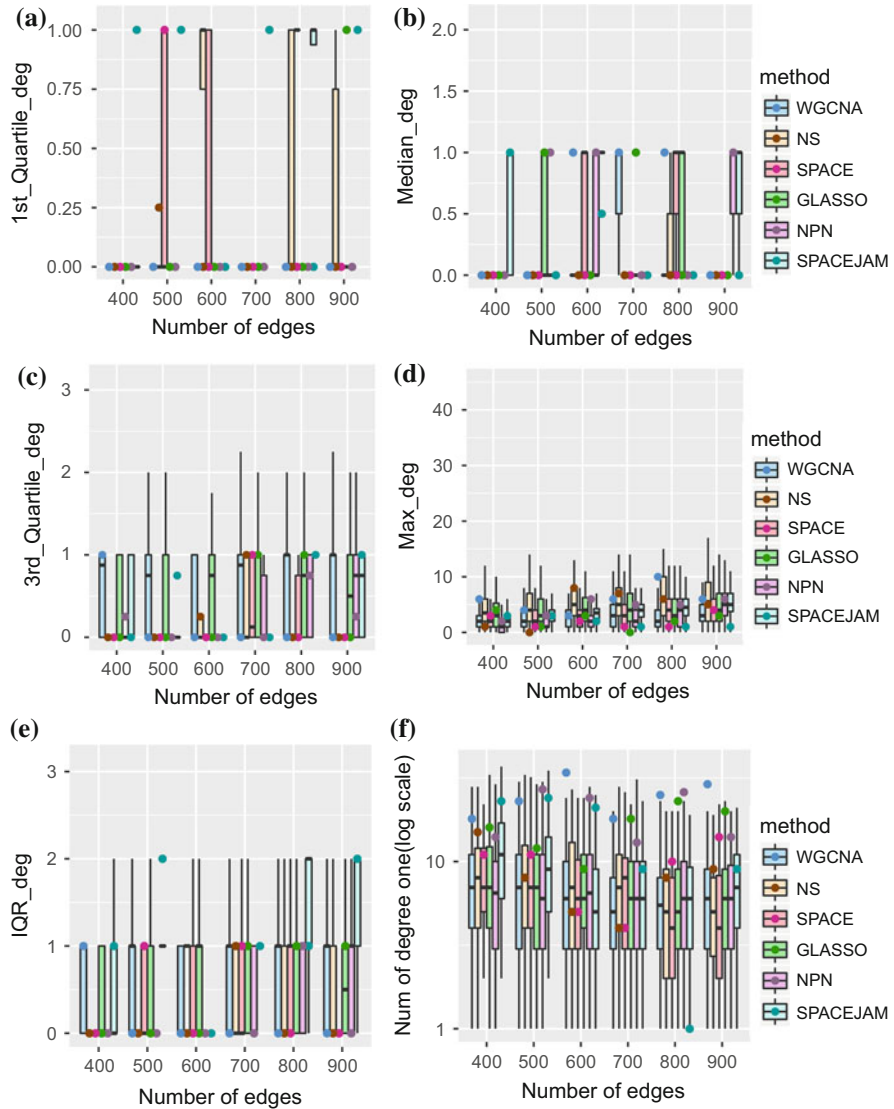 (a)
1st_Quartile_deg
1.00
0.75
0.50
0.25
0.00
400 500 600 700 800 900
Number of edges
(b)
Median_deg
2.0
1.5
1.0
0.5
0.0
400 500 600 700 800 900
Number of edges
method
WGCNA
NS
SPACE
GLASSO
NPN
SPACEJAM
(c)
3rd_Quartile_deg
3
2
1
0
400 500 600 700 800 900
Number of edges
(d)
Max_deg
40
30
20
10
0
400 500 600 700 800 900
Number of edges
method
WGCNA
NS
SPACE
GLASSO
NPN
SPACEJAM
(e)
IQR_deg
3
2
1
0
400 500 600 700 800 900
Number of edges
(f)
Num of degree one(log scale)
10
1
400 500 600 700 800 900
Number of edges
method
WGCNA
NS
SPACE
GLASSO
NPN
SPACEJAM